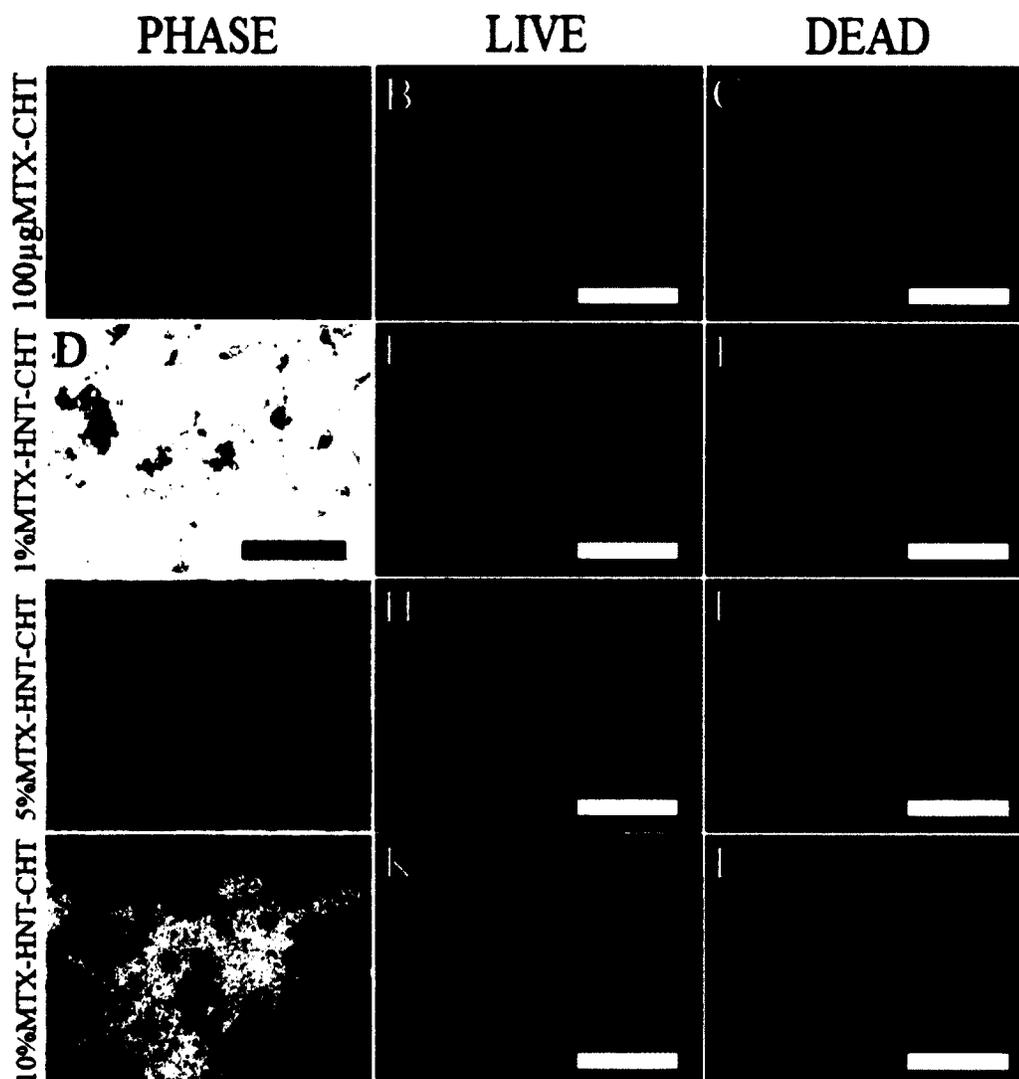 PHASE LIVE DEAD
100µgMTX-CHT
B
1%MTX-HNT-CHT
D
5%MTX-HNT-CHT
10%MTX-HNT-CHT
K